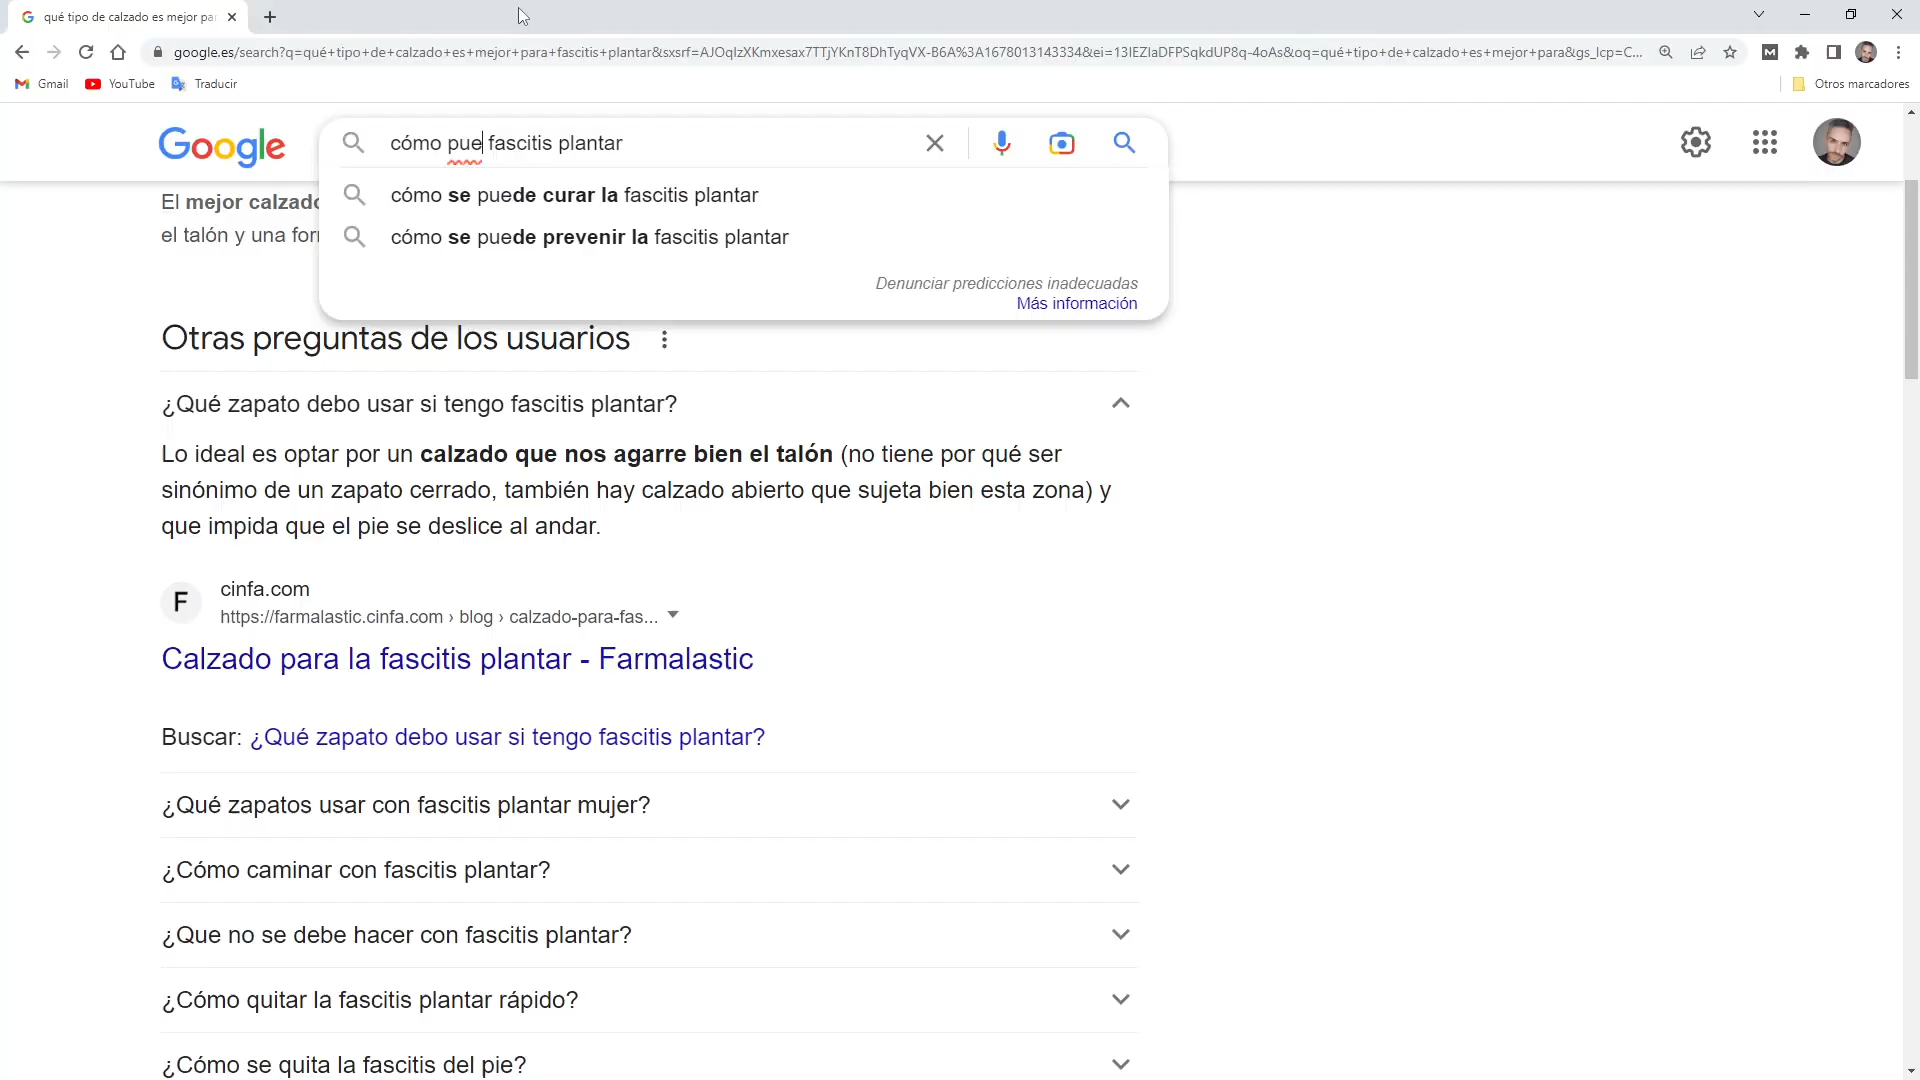 qué tipo de calzado es mejor par
google.es/search?q=qué+tipo+de+calzado+es+mejor+para+fascitis+plantar&sxsrf=AJOqIzXKmxesax7TTjYKnT8DhTyqVX-B6A%3A1678013143334&ei=13IEZIaDFPSqkdUP8q-4oAs&oq=qué+tipo+de+calzado+es+mejor+para&gs_lcp=C...
Gmail
YouTube
Traducir
Otros marcadores
Google
cómo pue fascitis plantar
cómo se puede curar la fascitis plantar
cómo se puede prevenir la fascitis plantar
Denunciar predicciones inadecuadas
Más información
El mejor calzado
el talón y una
Otras preguntas de los usuarios
¿Qué zapato debo usar si tengo fascitis plantar?
Lo ideal es optar por un calzado que nos agarre bien el talón (no tiene por qué ser
sinónimo de un zapato cerrado, también hay calzado abierto que sujeta bien esta zona) y
que impida que el pie se deslice al andar.
F
cinfa.com
https://farmalastic.cinfa.com › blog › calzado-para-fas...
Calzado para la fascitis plantar - Farmalastic
Buscar: ¿Qué zapato debo usar si tengo fascitis plantar?
¿Qué zapatos usar con fascitis plantar mujer?
¿Cómo caminar con fascitis plantar?
¿Que no se debe hacer con fascitis plantar?
¿Cómo quitar la fascitis plantar rápido?
¿Cómo se quita la fascitis del pie?